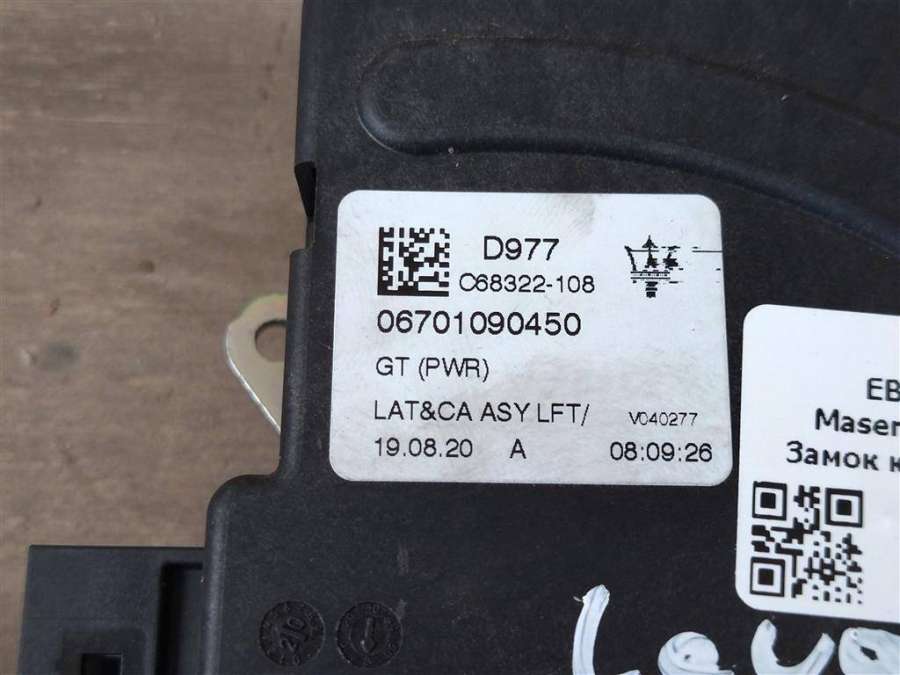 D977
C68322-108
06701090450
GT (PWR)
LAT&CA ASY LFT/ V040277
19.08.20 A 08:09:26
EB
Maser
Замок к